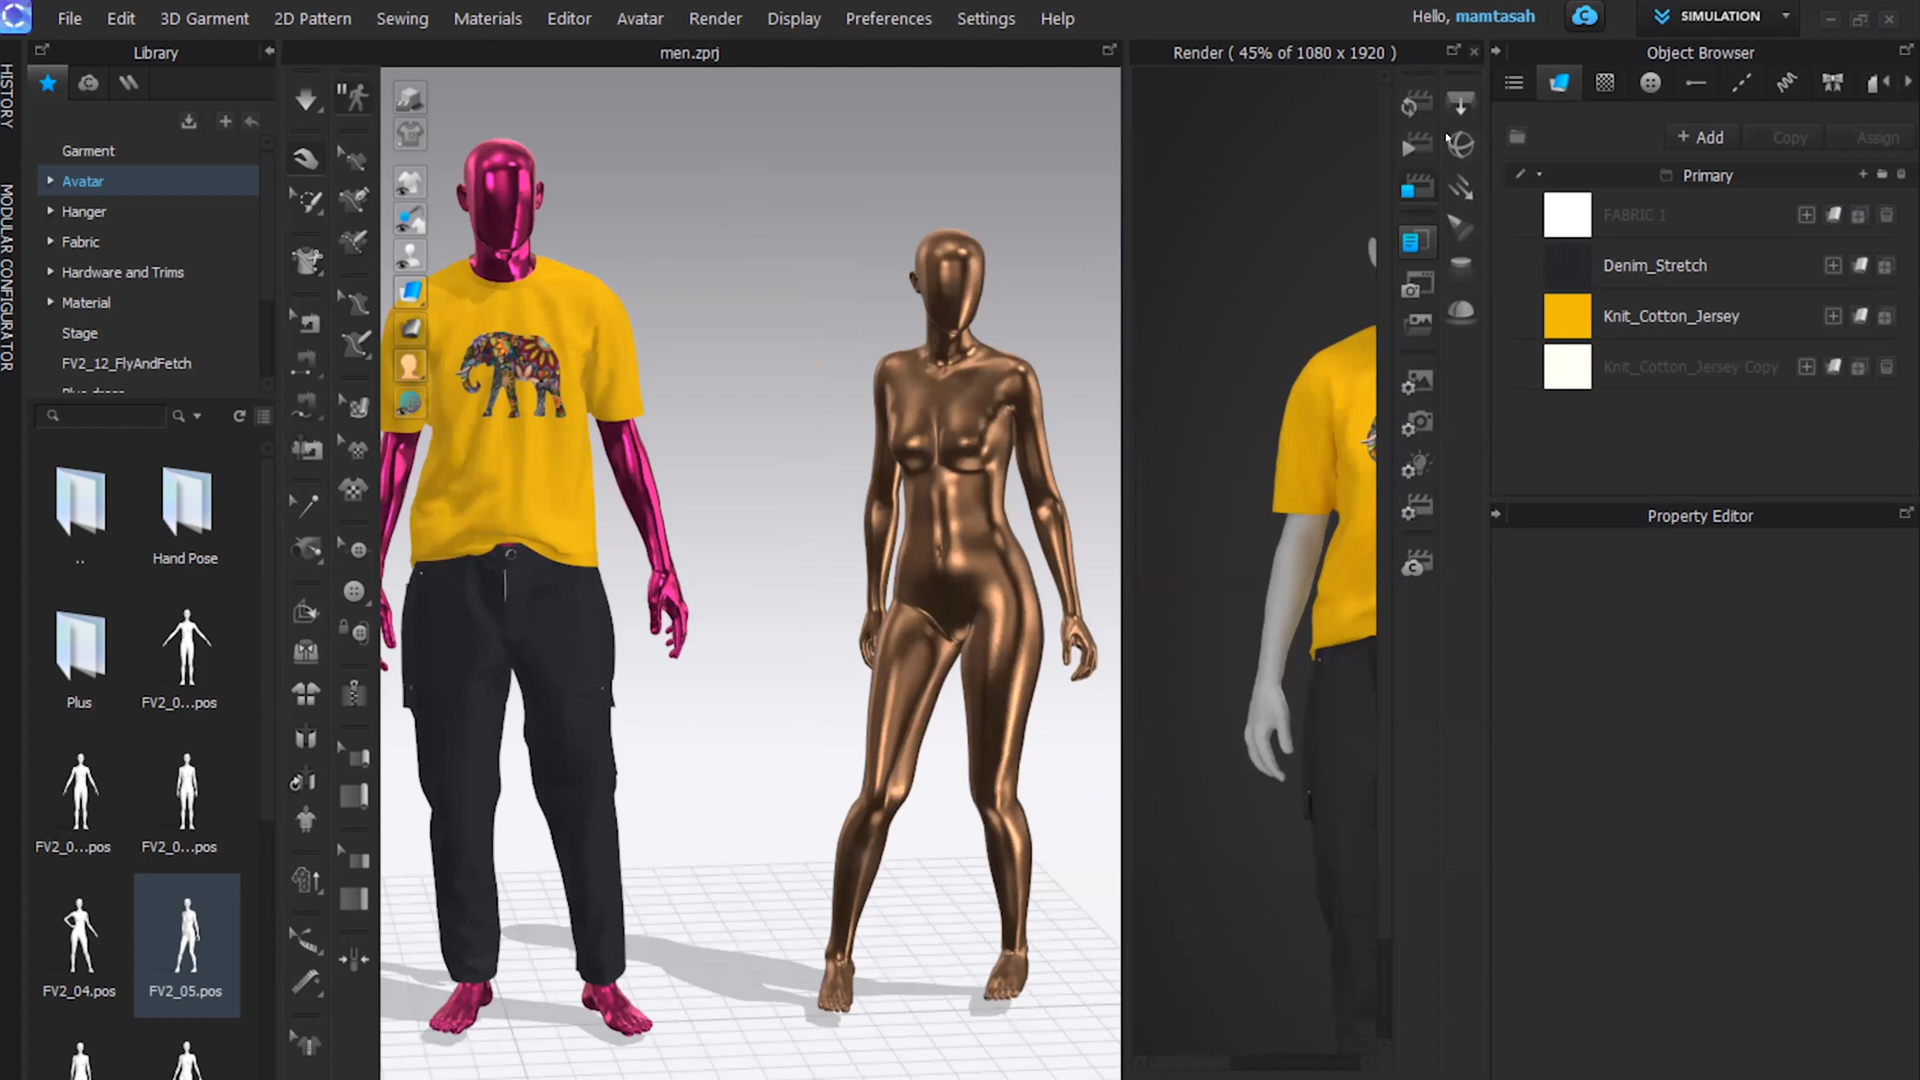 File Edit 3D Garment 2D Pattern Sewing Materials Editor Avatar Render Display Preferences Settings Help
Hello, mamtasah
SIMULATION
HISTORY
MODULAR CONFIGURATOR
Library
men.zprj
Render ( 45% of 1080 x 1920 )
Object Browser
Garment
Avatar
Hanger
Fabric
Hardware and Trims
Material
Stage
FV2_12_FlyAndFetch
..
Hand Pose
Plus
FV2_0...pos
FV2_0...pos
FV2_0...pos
FV2_04.pos
FV2_05.pos
+ Add
Copy
Assign
Primary
FABRIC 1
Denim_Stretch
Knit_Cotton_Jersey
Knit_Cotton_Jersey Copy
Property Editor